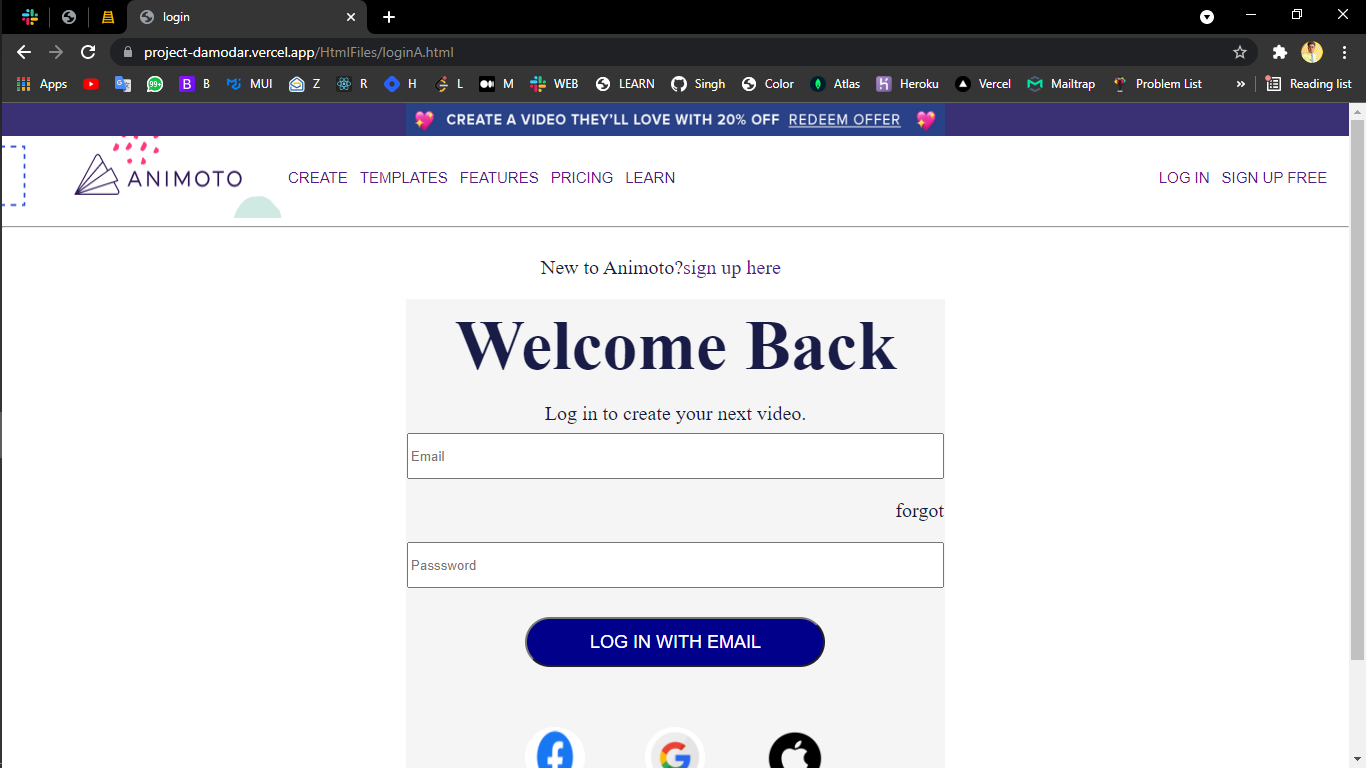 login
project-damodar.vercel.app/HtmlFiles/loginA.html
Apps 99+ B B MUI Z R H L M WEB LEARN Singh Color Atlas Heroku Vercel Mailtrap Problem List » Reading list
CREATE A VIDEO THEY'LL LOVE WITH 20% OFF REDEEM OFFER
ANIMOTO CREATE TEMPLATES FEATURES PRICING LEARN LOG IN SIGN UP FREE
New to Animoto?sign up here
Welcome Back
Log in to create your next video.
Email
forgot
Passsword
LOG IN WITH EMAIL